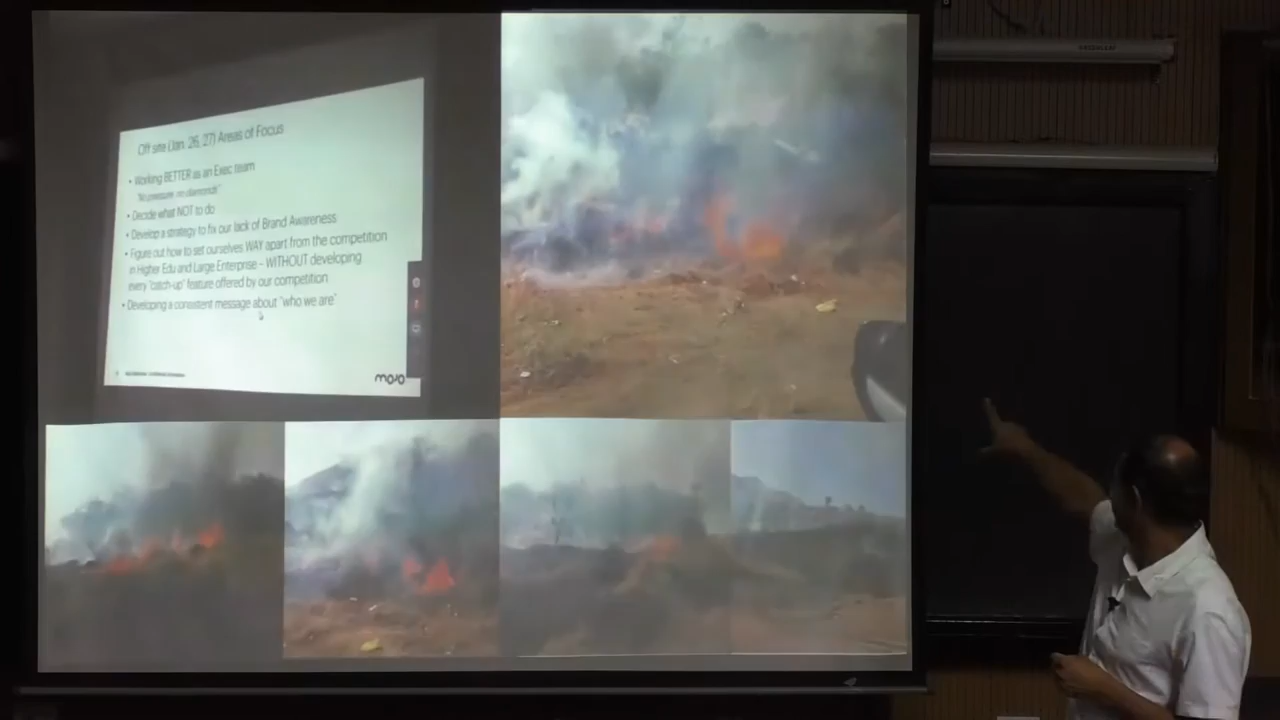 Off site (Jan. 26, 27) Areas of Focus
• Working BETTER as an Exec team
"No pressure no diamonds"
• Decide what NOT to do
• Develop a strategy to fix our lack of Brand Awareness
• Figure out how to set ourselves WAY apart from the competition
in Higher Edu and Large Enterprise – WITHOUT developing
every "catch-up" feature offered by our competition
• Developing a consistent message about "who we are"